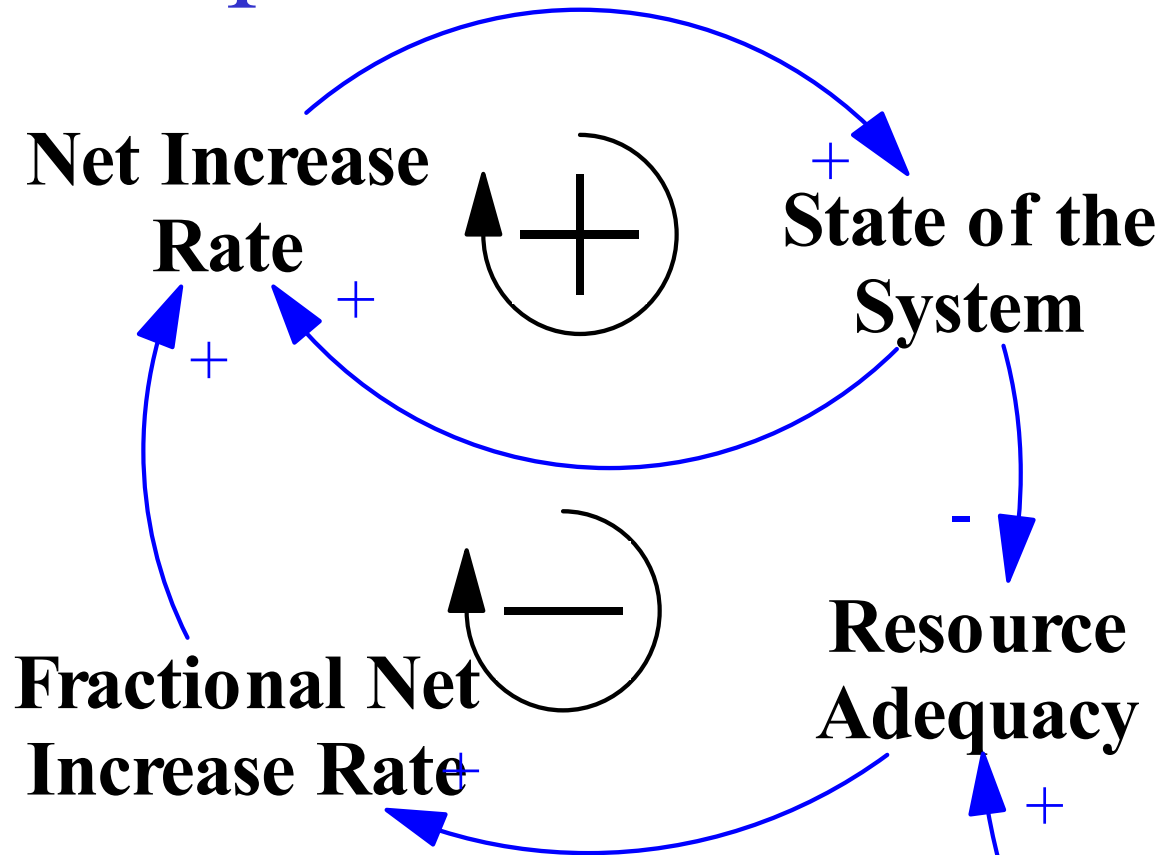 Net Increase
Rate
+
State of the
System
+
+
+
-
Resource
Adequacy
-
Fractional Net
Increase Rate
+
+